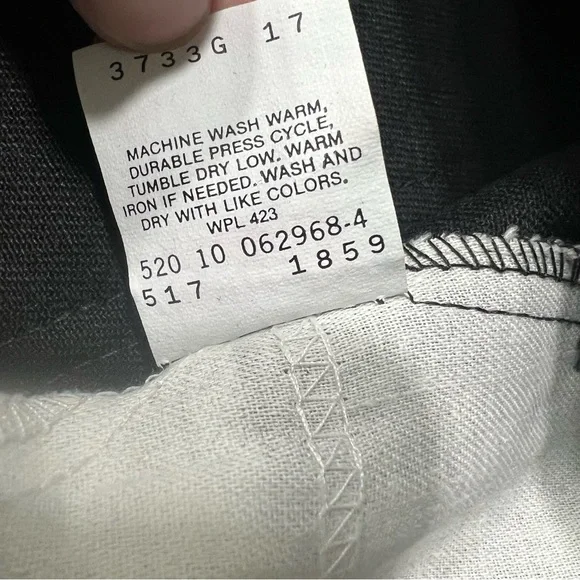 3733G 17
MACHINE WASH WARM,
DURABLE PRESS CYCLE,
TUMBLE DRY LOW. WARM
IRON IF NEEDED. WASH AND
DRY WITH LIKE COLORS.
WPL 423
520 10 062968-4
517 1859